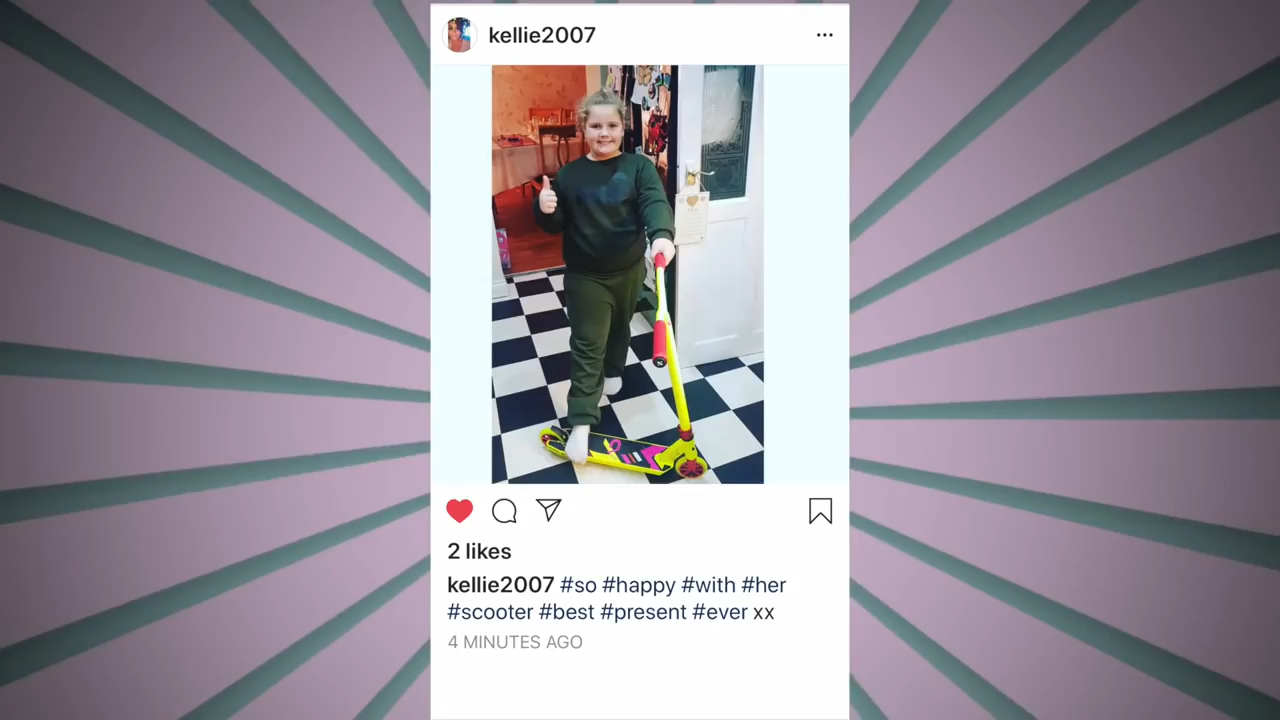 kellie2007
2 likes
kellie2007 #so #happy #with #her
#scooter #best #present #ever xx
4 MINUTES AGO